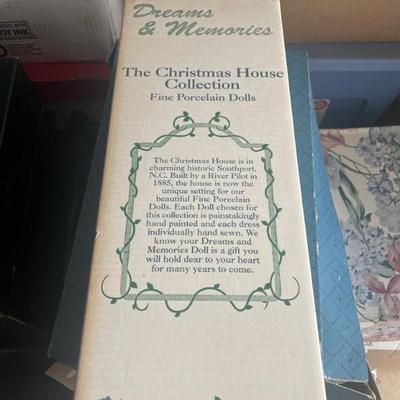 Dreams
& Memories
The Christmas House
Collection
Fine Porcelain Dolls
The Christmas House is in
charming historic Southport,
N.C. Built by a River Pilot in
1885, the house is now the
unique setting for our
beautiful Fine Porcelain
Dolls. Each Doll chosen for
this collection is painstakingly
hand painted and each dress
individually hand sewn. We
know your Dreams and
Memories Doll is a gift you
will hold dear to your heart
for many years to come.